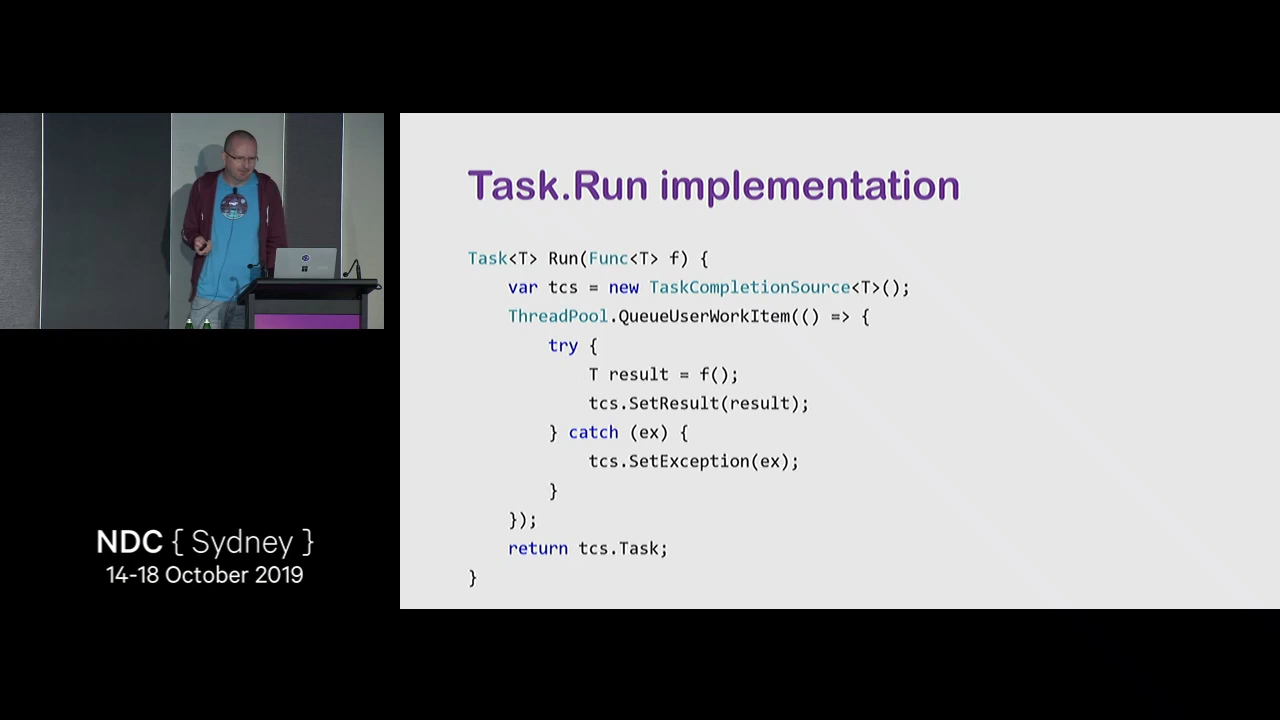 Task.Run implementation
Task<T> Run(Func<T> f) {
var tcs = new TaskCompletionSource<T>();
ThreadPool.QueueUserWorkItem(() => {
try {
T result = f();
tcs.SetResult(result);
} catch (ex) {
tcs.SetException(ex);
}
});
return tcs.Task;
}
NDC { Sydney }
14-18 October 2019